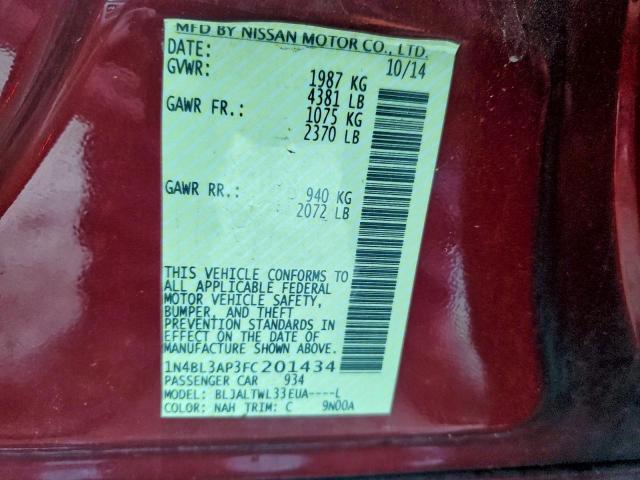 MFD BY NISSAN MOTOR CO., LTD.
DATE: 10/14
GVWR: 1987 KG
4381 LB
GAWR FR.: 1075 KG
2370 LB
GAWR RR.: 940 KG
2072 LB
THIS VEHICLE CONFORMS TO
ALL APPLICABLE FEDERAL
MOTOR VEHICLE SAFETY,
BUMPER, AND THEFT
PREVENTION STANDARDS IN
EFFECT ON THE DATE OF
MANUFACTURE SHOWN ABOVE.
1N4BL3AP3FC201434
PASSENGER CAR 934
MODEL: BLJALTWL33EUA----L
COLOR: NAH TRIM: C 9N00A